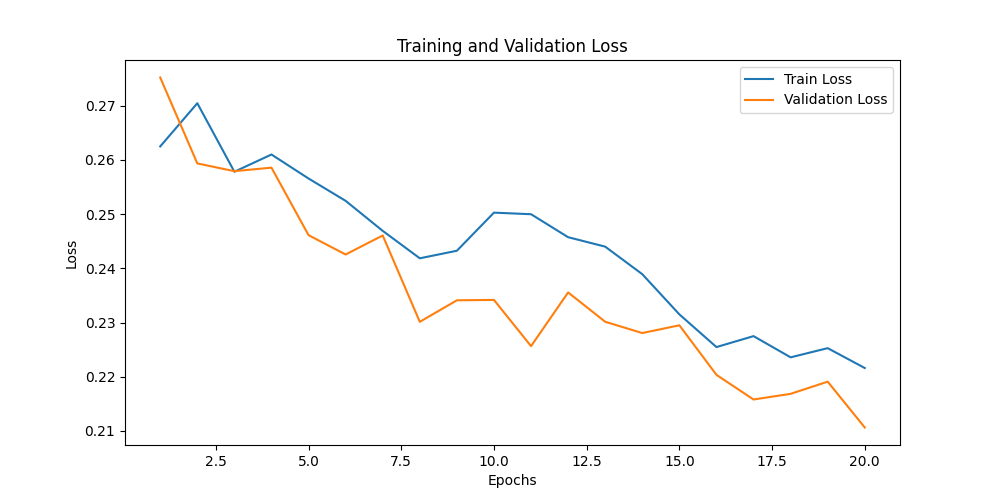 Training and Validation Loss
Train Loss
Validation Loss
0.27
0.26
0.25
0.24
0.23
0.22
0.21
Loss
2.5 5.0 7.5 10.0 12.5 15.0 17.5 20.0
Epochs